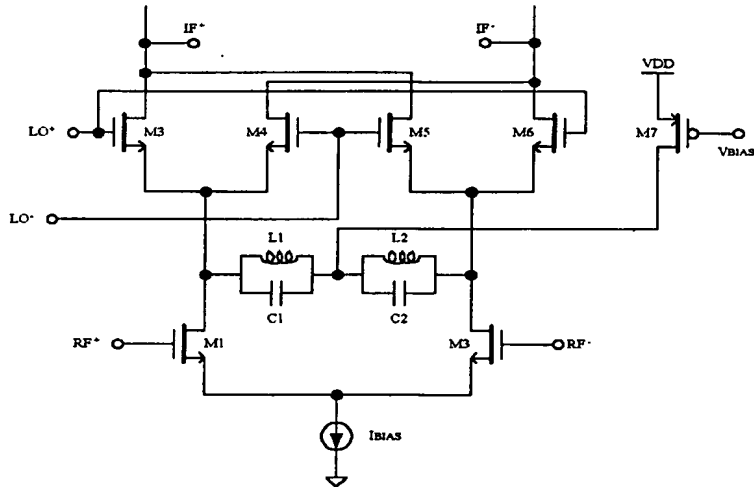 IF+ IF-
VDD
LO+ M3 M4 M5 M6 M7
VBIAS
LO-
L1 L2
C1 C2
RF+ M1 M3 RF-
IBIAS